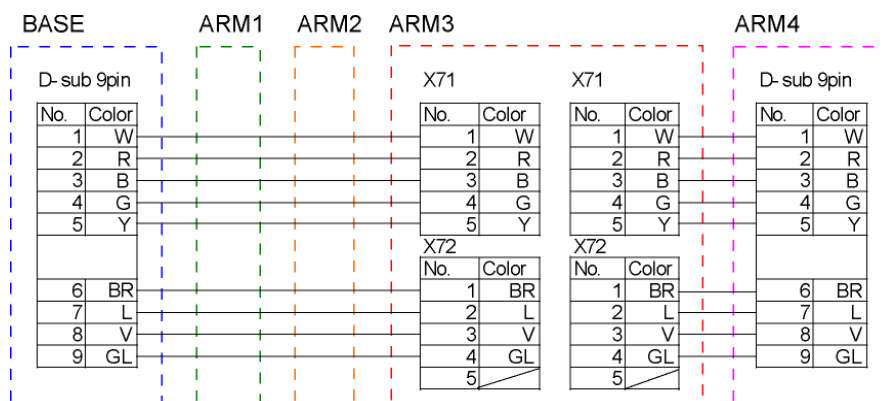 BASE ARM1 ARM2 ARM3 ARM4
D-sub 9pin X71 X71 D-sub 9pin
No. Color No. Color No. Color No. Color
1 W 1 W 1 W 1 W
2 R 2 R 2 R 2 R
3 B 3 B 3 B 3 B
4 G 4 G 4 G 4 G
5 Y 5 Y 5 Y 5 Y
X72 X72
No. Color No. Color
6 BR 1 BR 1 BR 6 BR
7 L 2 L 2 L 7 L
8 V 3 V 3 V 8 V
9 GL 4 GL 4 GL 9 GL
5 5